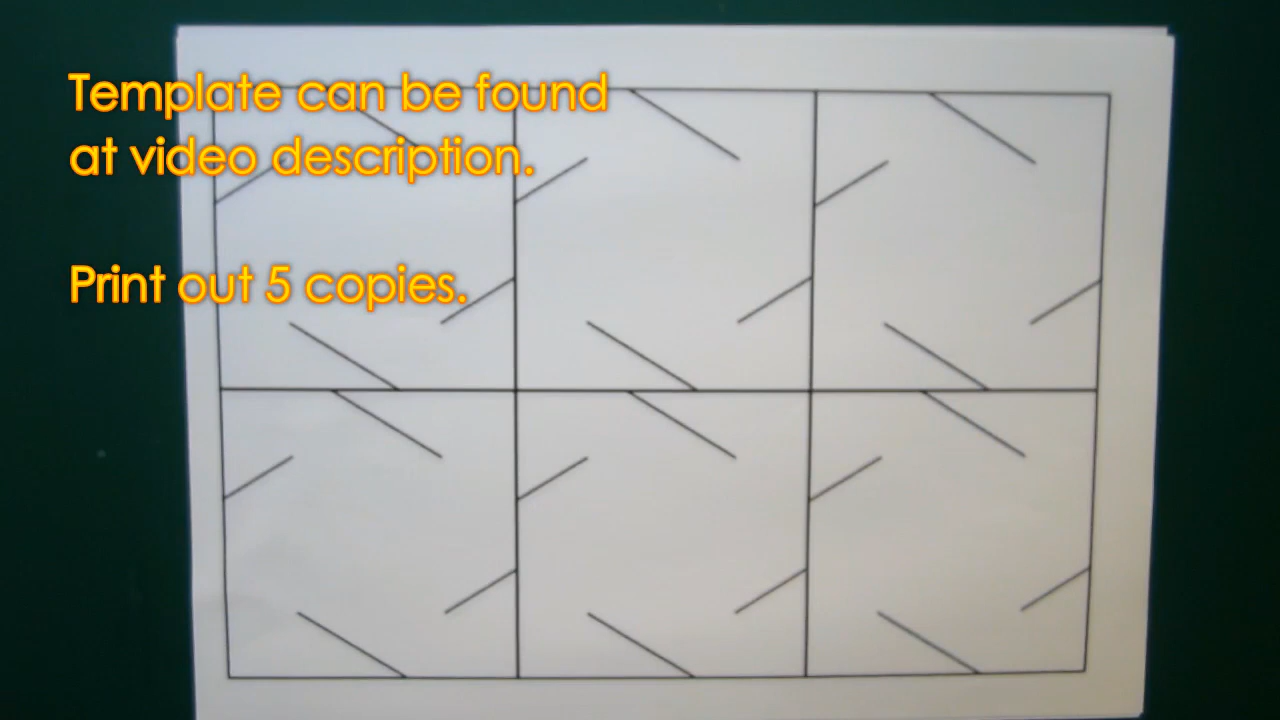 Template can be found
at video description.
Print out 5 copies.